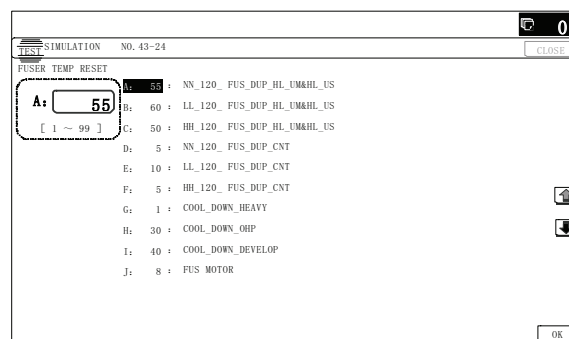 0
TEST SIMULATION NO.43-24
CLOSE
FUSER TEMP RESET
A: 55
[ 1 ~ 99 ]
A: 55 : NN_120_ FUS_DUP_HL_UM&HL_US
B: 60 : LL_120_ FUS_DUP_HL_UM&HL_US
C: 50 : HH_120_ FUS_DUP_HL_UM&HL_US
D: 5 : NN_120_ FUS_DUP_CNT
E: 10 : LL_120_ FUS_DUP_CNT
F: 5 : HH_120_ FUS_DUP_CNT
G: 1 : COOL_DOWN_HEAVY
H: 30 : COOL_DOWN_OHP
I: 40 : COOL_DOWN_DEVELOP
J: 8 : FUS MOTOR
OK